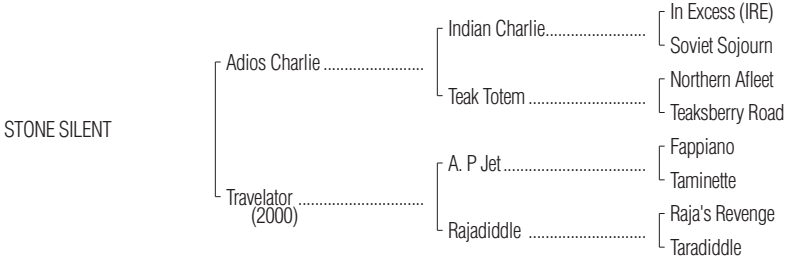 In Excess (IRE)
Indian Charlie.......................
Soviet Sojourn
Adios Charlie .......................
Northern Afleet
Teak Totem ...........................
Teaksberry Road
STONE SILENT
Fappiano
A. P Jet.................................
Taminette
Travelator .............................
(2000)
Raja's Revenge
Rajadiddle ...........................
Taradiddle